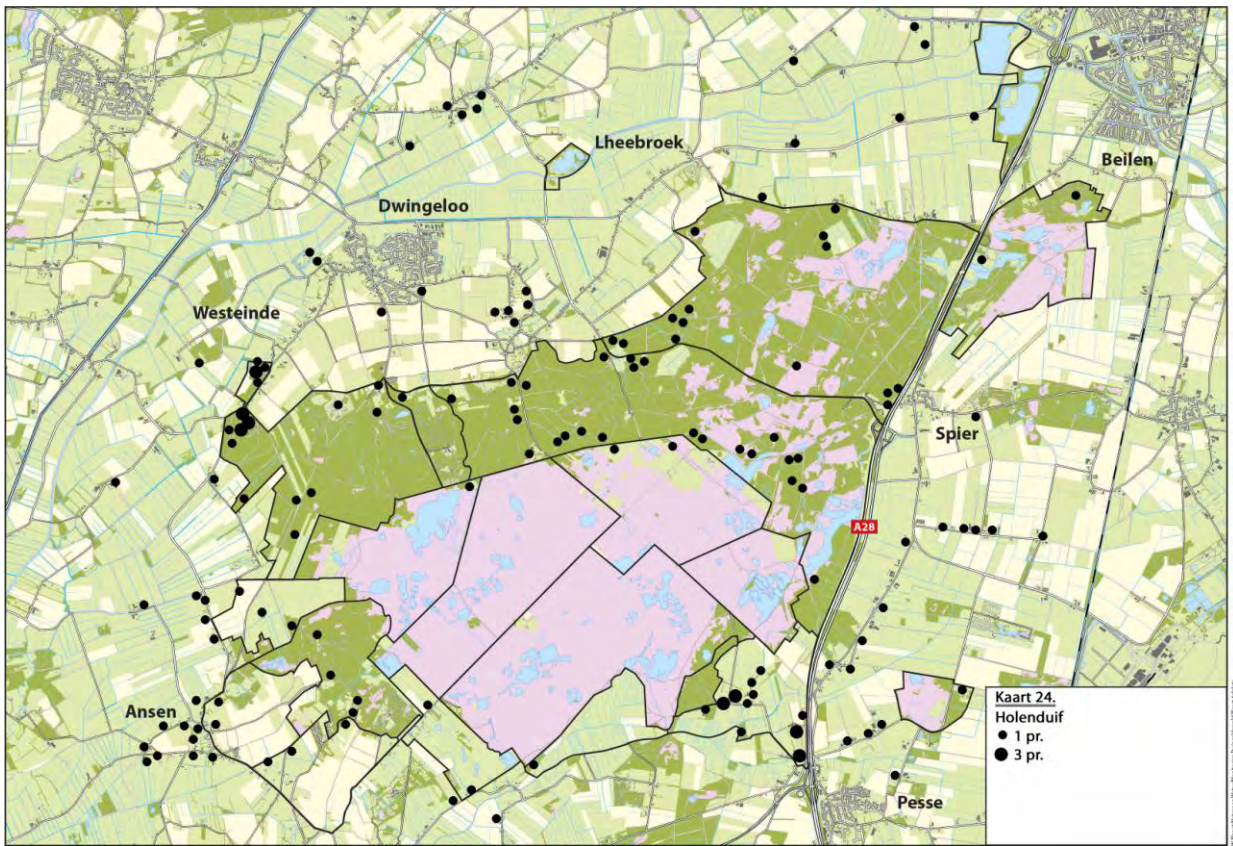 Lheebroek
Beilen
Dwingeloo
Westeinde
Spier
A28
Ansen
Pesse
Kaart 24.
Holenduif
1 pr.
3 pr.